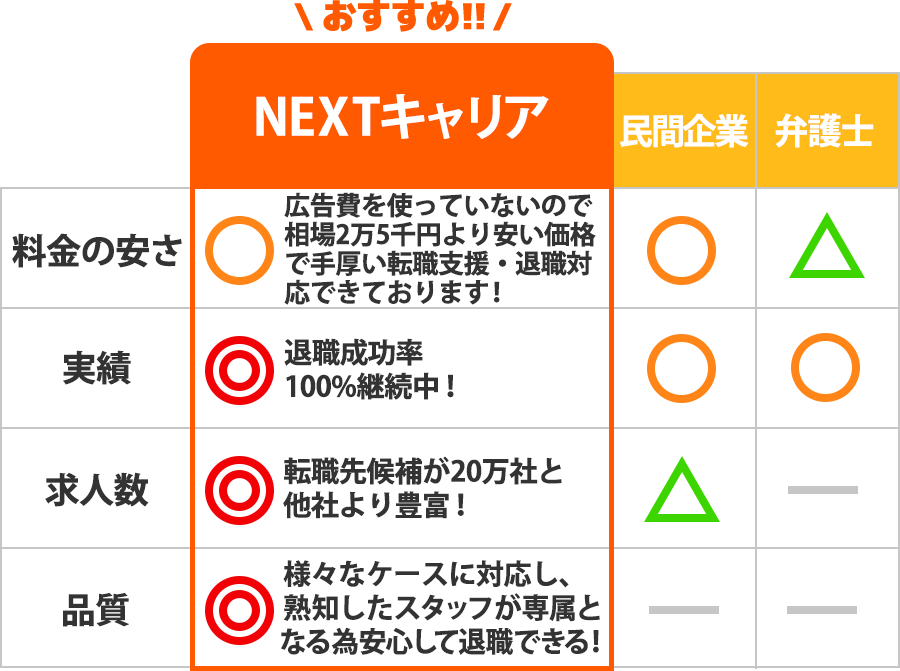 \ おすすめ!! /
NEXTキャリア
民間企業
弁護士
料金の安さ
広告費を使っていないので
相場2万5千円より安い価格
で手厚い転職支援・退職対
応できております！
実績
退職成功率
100%継続中！
求人数
転職先候補が20万社と
他社より豊富！
品質
様々なケースに対応し、
熟知したスタッフが専属と
なる為安心して退職できる！